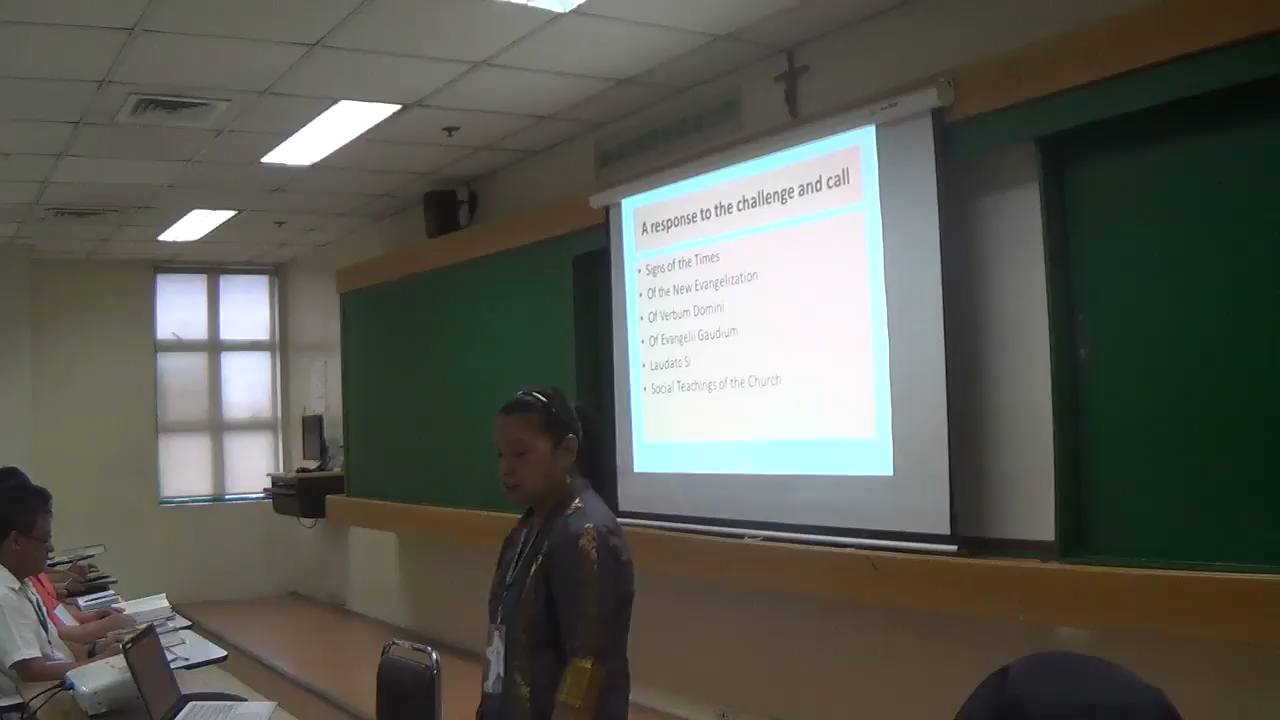 A response to the challenge and call
• Signs of the Times
• Of the New Evangelization
• Of Verbum Domini
• Of Evangelii Gaudium
• Laudato Si
• Social Teachings of the Church